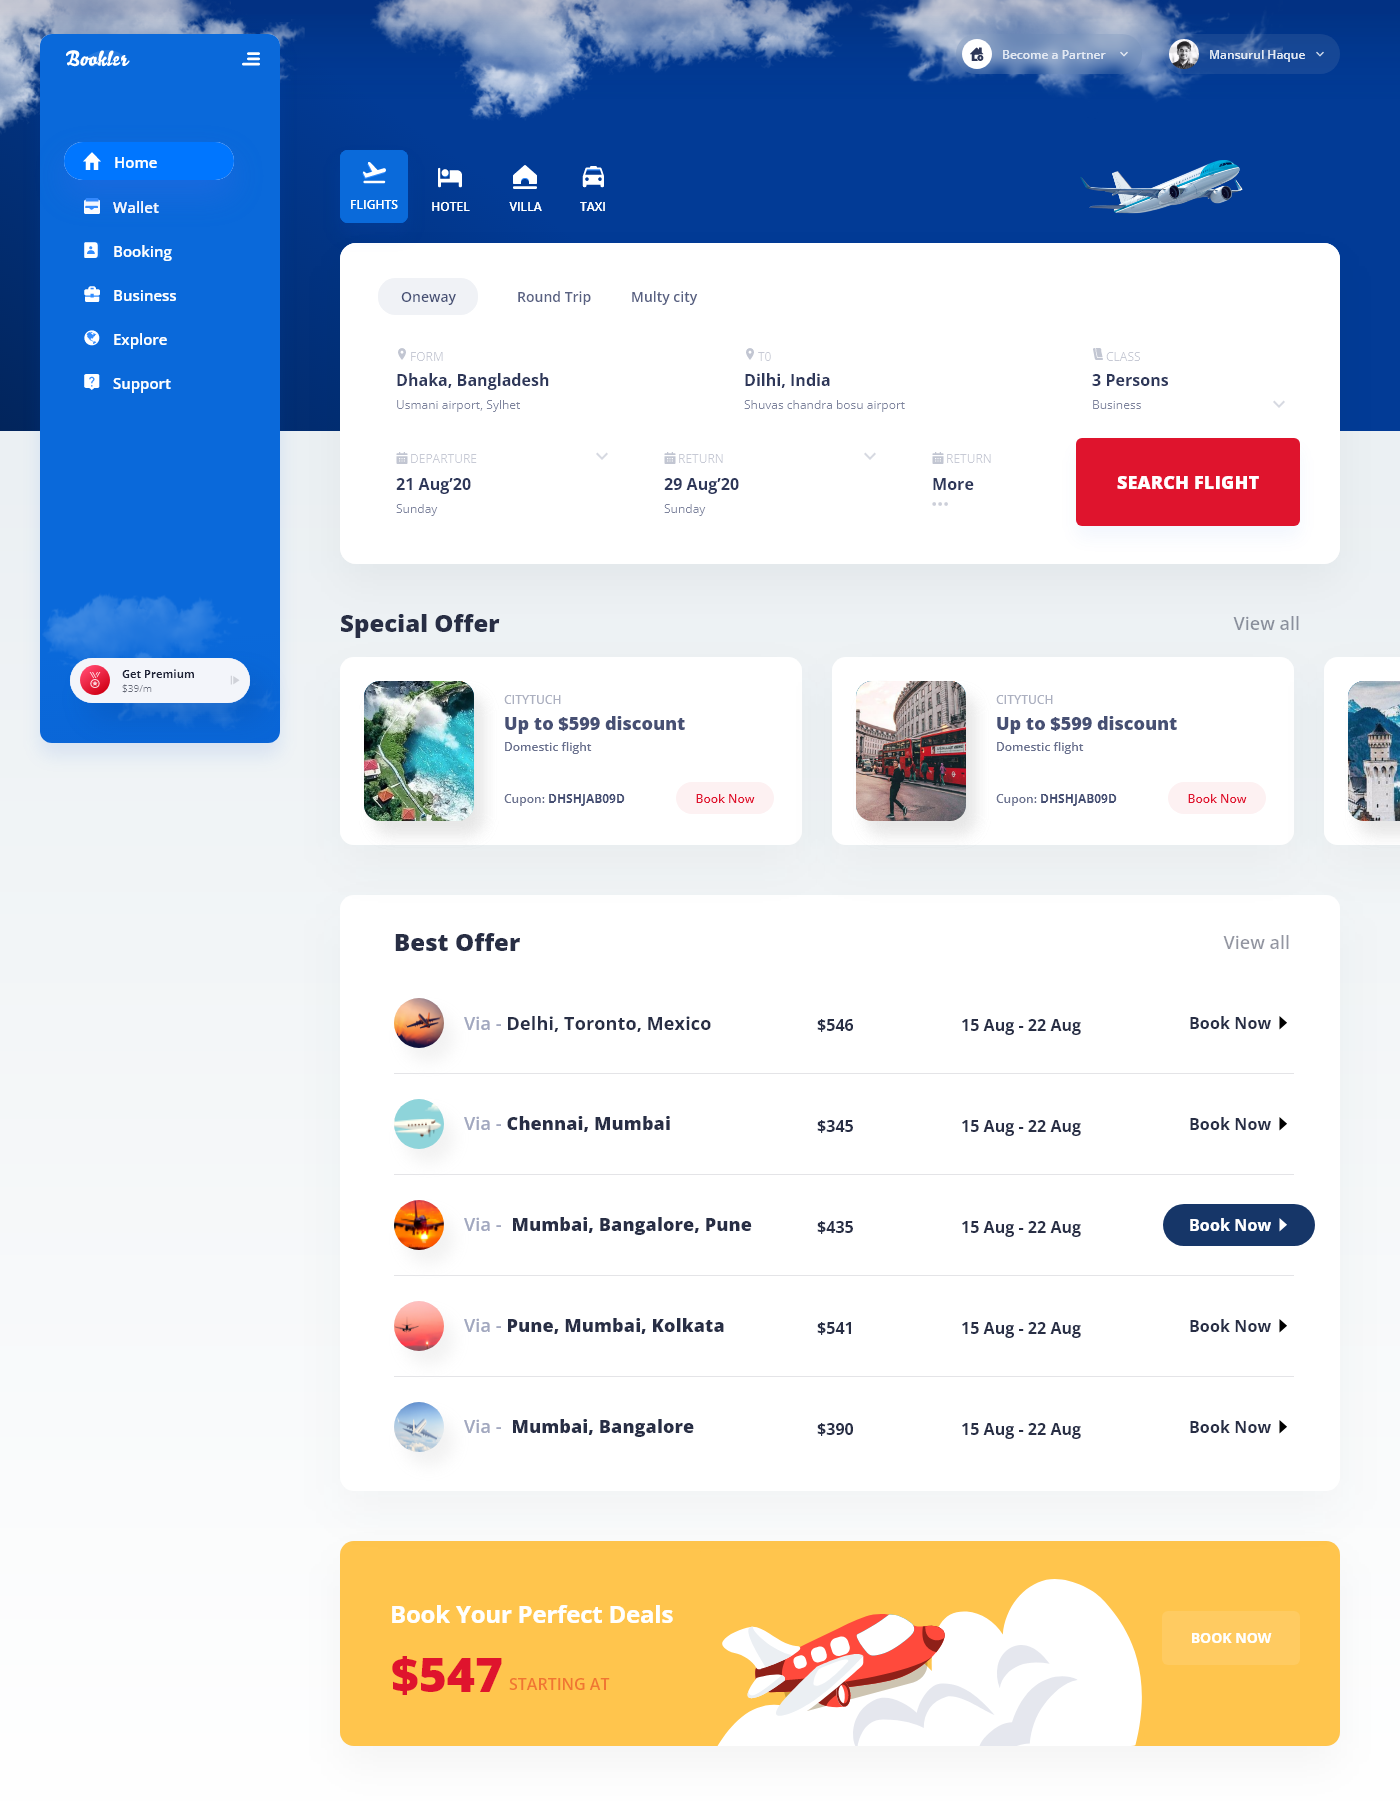 Bookler
Become a Partner
Mansurul Haque
Home
Wallet
Booking
Business
Explore
Support
Get Premium
$39/m
FLIGHTS
HOTEL
VILLA
TAXI
Oneway
Round Trip
Multy city
FORM
Dhaka, Bangladesh
Usmani airport, Sylhet
T0
Dilhi, India
Shuvas chandra bosu airport
CLASS
3 Persons
Business
DEPARTURE
21 Aug’20
Sunday
RETURN
29 Aug’20
Sunday
RETURN
More
SEARCH FLIGHT
Special Offer
View all
CITYTUCH
Up to $599 discount
Domestic flight
Cupon: DHSHJAB09D
Book Now
CITYTUCH
Up to $599 discount
Domestic flight
Cupon: DHSHJAB09D
Book Now
Best Offer
View all
Via - Delhi, Toronto, Mexico
$546
15 Aug - 22 Aug
Book Now
Via - Chennai, Mumbai
$345
15 Aug - 22 Aug
Book Now
Via - Mumbai, Bangalore, Pune
$435
15 Aug - 22 Aug
Book Now
Via - Pune, Mumbai, Kolkata
$541
15 Aug - 22 Aug
Book Now
Via - Mumbai, Bangalore
$390
15 Aug - 22 Aug
Book Now
Book Your Perfect Deals
$547 STARTING AT
BOOK NOW